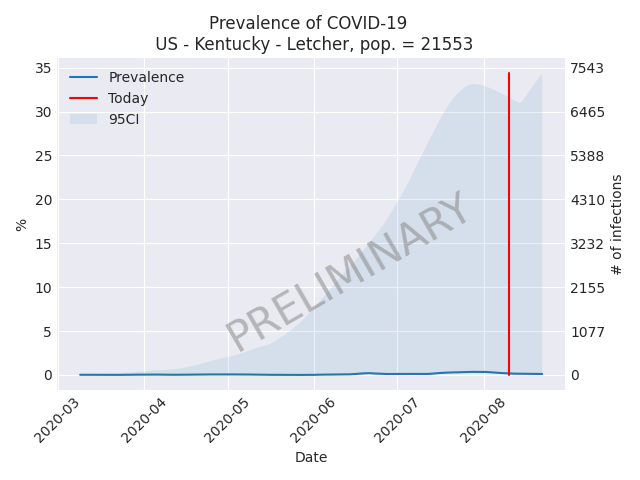 Prevalence of COVID-19
US - Kentucky - Letcher, pop. = 21553
Prevalence
Today
95CI
35
30
25
20
15
10
5
0
%
7543
6465
5388
4310
3232
2155
1077
0
# of infections
PRELIMINARY
2020-03
2020-04
2020-05
2020-06
2020-07
2020-08
Date